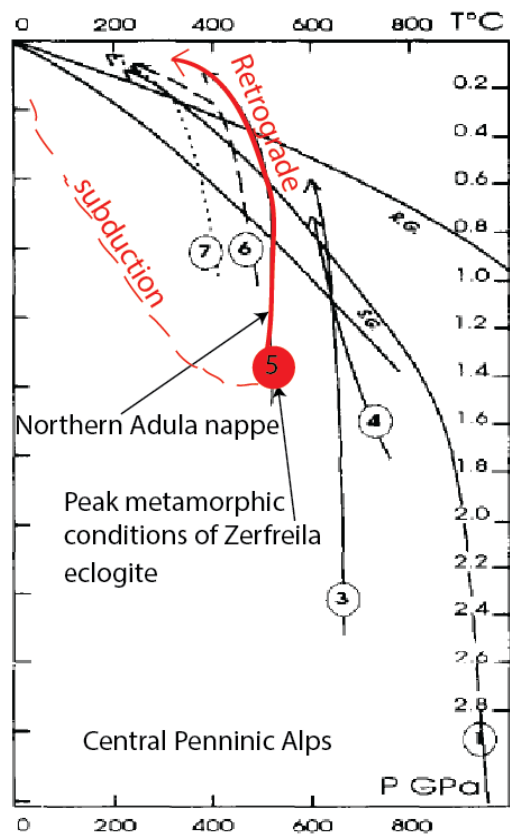 0 200 400 600 800 T°C
0.2
Retrograde
0.4
0.6
subduction
R.G.
0.8
7 6
1.0
S.G.
1.2
5
1.4
Northern Adula nappe
4
1.6
Peak metamorphic
conditions of Zerfreila
eclogite
1.8
2.0
2.2
3
2.4
2.6
2.8
Central Penninic Alps
1
P GPa
0 200 400 600 800